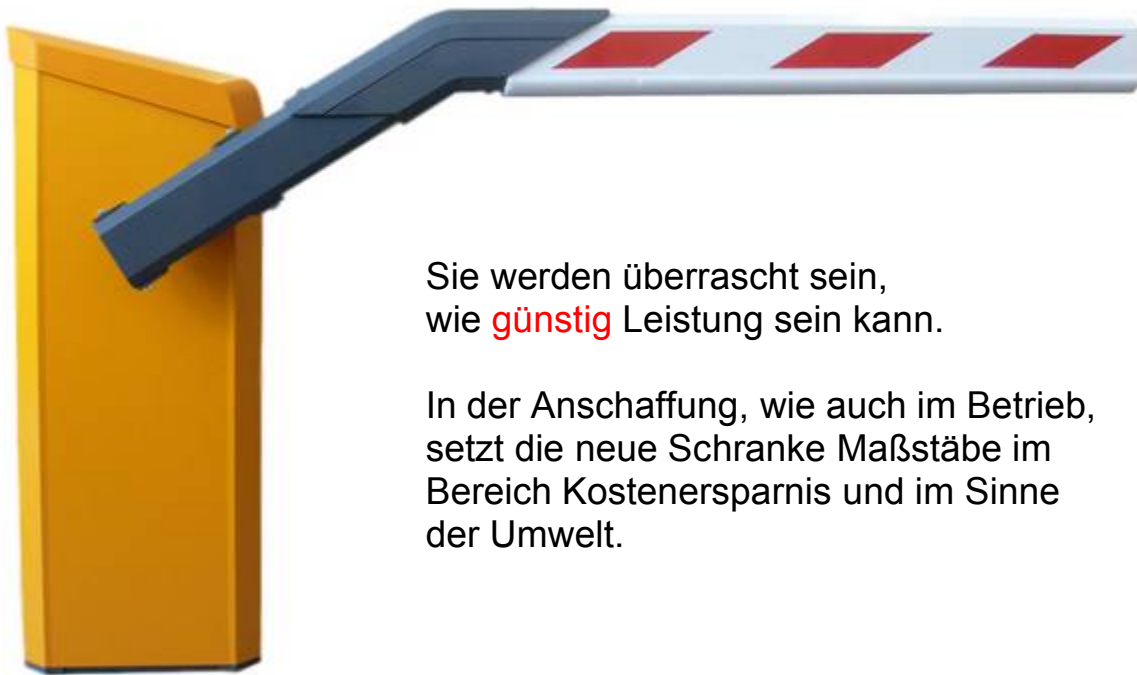 Sie werden überrascht sein,
wie günstig Leistung sein kann.
In der Anschaffung, wie auch im Betrieb,
setzt die neue Schranke Maßstäbe im
Bereich Kostenersparnis und im Sinne
der Umwelt.